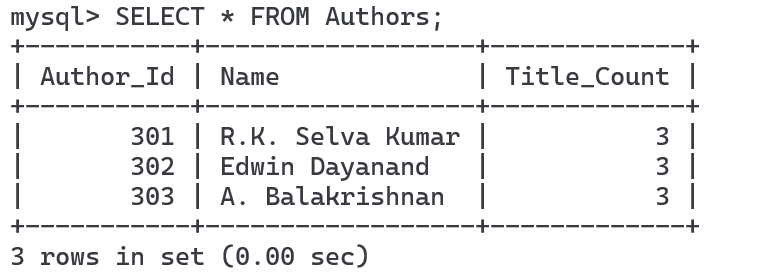 mysql> SELECT * FROM Authors;
+-----------+------------------+-------------+
| Author_Id | Name             | Title_Count |
+-----------+------------------+-------------+
|       301 | R.K. Selva Kumar |           3 |
|       302 | Edwin Dayanand   |           3 |
|       303 | A. Balakrishnan  |           3 |
+-----------+------------------+-------------+
3 rows in set (0.00 sec)